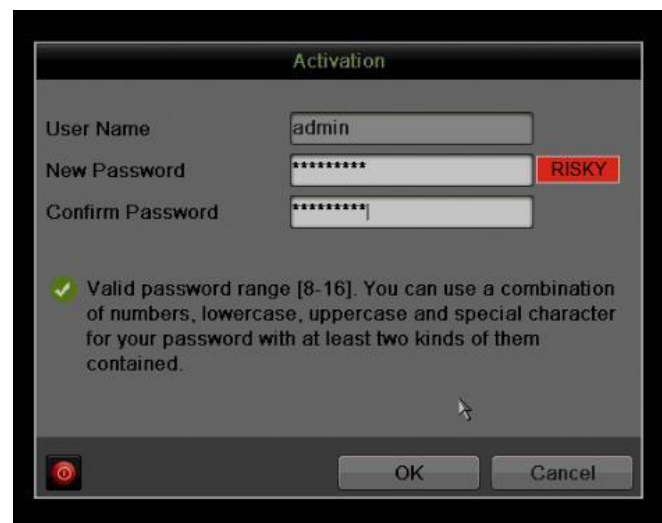 Activation
User Name
admin
New Password
*********
RISKY
Confirm Password
*********
Valid password range [8-16]. You can use a combination
of numbers, lowercase, uppercase and special character
for your password with at least two kinds of them
contained.
OK
Cancel